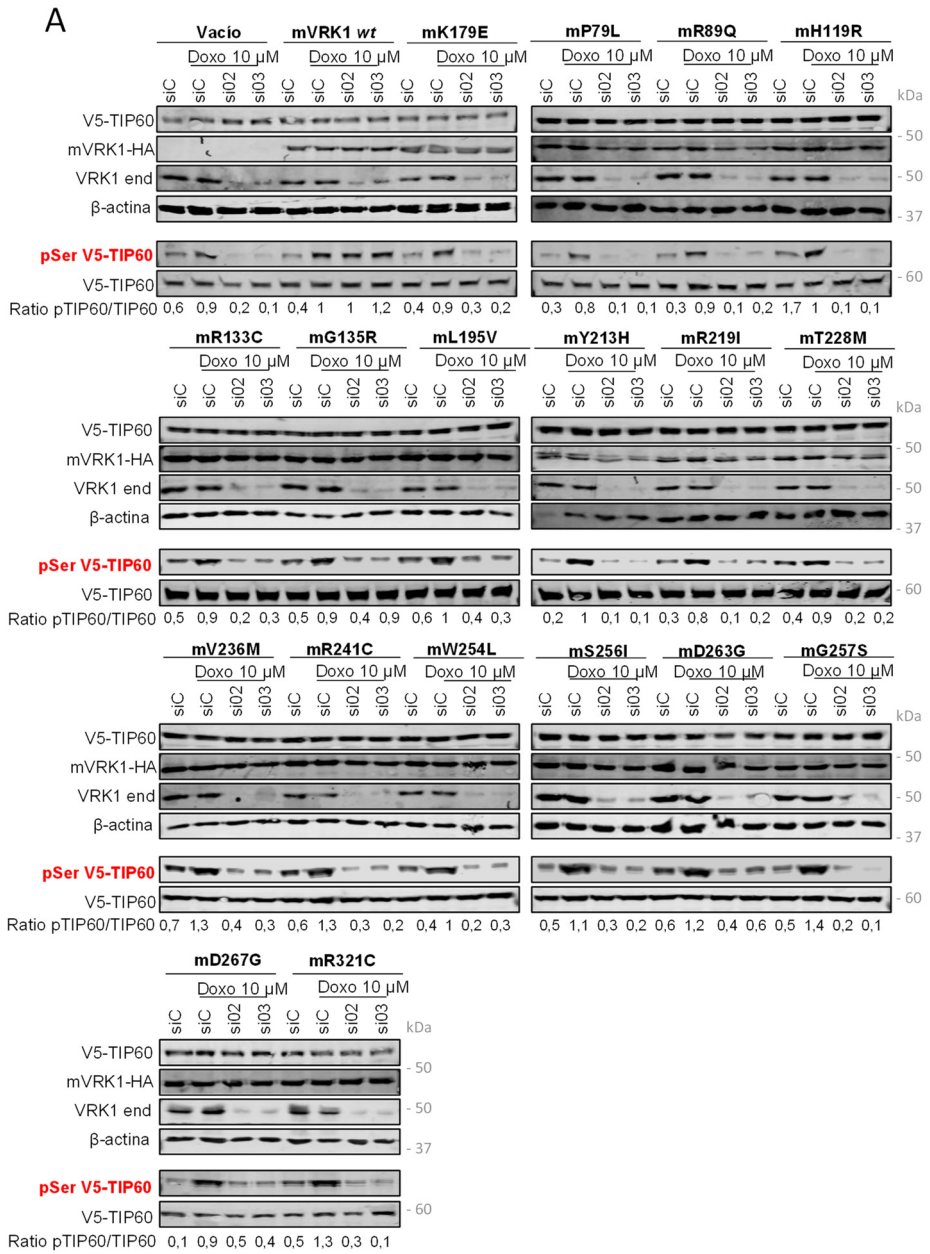 A
Vacío mVRK1 wt mK179E mP79L mR89Q mH119R
Doxo 10 µM Doxo 10 µM Doxo 10 µM Doxo 10 µM Doxo 10 µM Doxo 10 µM
siC siC si02 si03 siC siC si02 si03 siC siC si02 si03 siC siC si02 si03 siC siC si02 si03 siC siC si02 si03
kDa
V5-TIP60
- 50
mVRK1-HA
VRK1 end - 50
β-actina
- 37
pSer V5-TIP60
V5-TIP60 - 60
Ratio pTIP60/TIP60 0,6 0,9 0,2 0,1 0,4 1 1 1,2 0,4 0,9 0,3 0,2 0,3 0,8 0,1 0,1 0,3 0,9 0,1 0,2 1,7 1 0,1 0,1
mR133C mG135R mL195V mY213H mR219I mT228M
Doxo 10 µM Doxo 10 µM Doxo 10 µM Doxo 10 µM Doxo 10 µM Doxo 10 µM
siC siC si02 si03 siC siC si02 si03 siC siC si02 si03 siC siC si02 si03 siC siC si02 si03 siC siC si02 si03
kDa
V5-TIP60
- 50
mVRK1-HA
VRK1 end - 50
β-actina
- 37
pSer V5-TIP60
V5-TIP60 - 60
Ratio pTIP60/TIP60 0,5 0,9 0,2 0,3 0,5 0,9 0,4 0,9 0,6 1 0,4 0,3 0,2 1 0,1 0,1 0,3 0,8 0,1 0,2 0,4 0,9 0,2 0,2
mV236M mR241C mW254L mS256I mD263G mG257S
Doxo 10 µM Doxo 10 µM Doxo 10 µM Doxo 10 µM Doxo 10 µM Doxo 10 µM
siC siC si02 si03 siC siC si02 si03 siC siC si02 si03 siC siC si02 si03 siC siC si02 si03 siC siC si02 si03
kDa
V5-TIP60
- 50
mVRK1-HA
VRK1 end - 50
β-actina
- 37
pSer V5-TIP60
V5-TIP60 - 60
Ratio pTIP60/TIP60 0,7 1,3 0,4 0,3 0,6 1,3 0,3 0,2 0,4 1 0,2 0,2 0,5 1,1 0,3 0,2 0,6 1,2 0,4 0,6 0,5 1,4 0,2 0,1
mD267G mR321C
Doxo 10 µM Doxo 10 µM
siC siC si02 si03 siC siC si02 si03
kDa
V5-TIP60
- 50
mVRK1-HA
VRK1 end - 50
β-actina
- 37
pSer V5-TIP60
V5-TIP60 - 60
Ratio pTIP60/TIP60 0,1 0,9 0,5 0,4 0,5 1,3 0,3 0,1